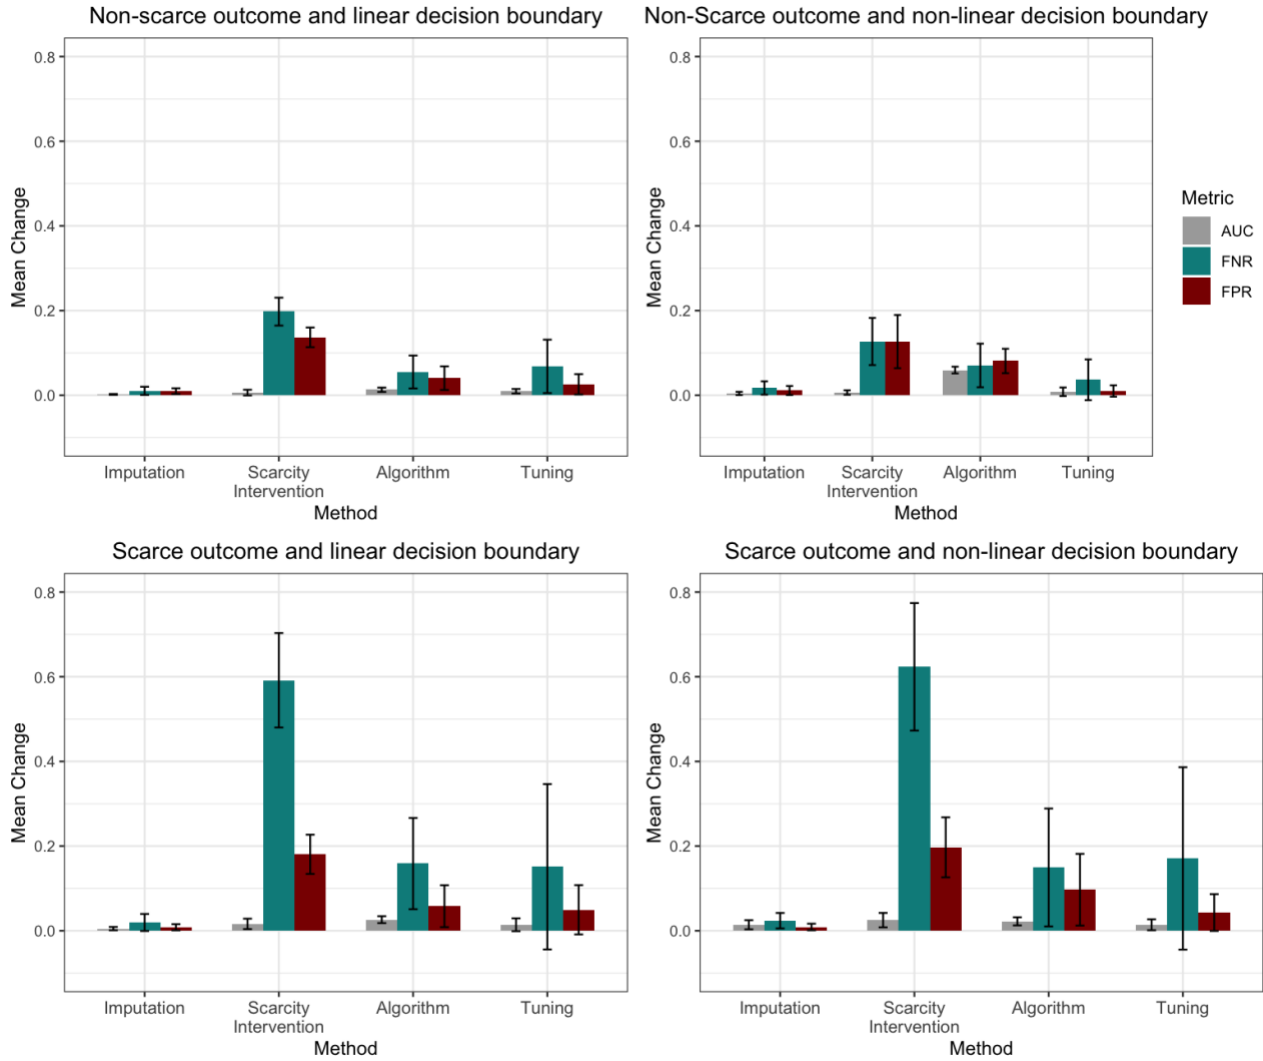 Non-scarce outcome and linear decision boundary
Mean Change
0.8
0.6
0.4
0.2
0.0
Imputation
Scarcity
Intervention
Algorithm
Tuning
Method
Non-Scarce outcome and non-linear decision boundary
Mean Change
0.8
0.6
0.4
0.2
0.0
Imputation
Scarcity
Intervention
Algorithm
Tuning
Method
Metric
AUC
FNR
FPR
Scarce outcome and linear decision boundary
Mean Change
0.8
0.6
0.4
0.2
0.0
Imputation
Scarcity
Intervention
Algorithm
Tuning
Method
Scarce outcome and non-linear decision boundary
Mean Change
0.8
0.6
0.4
0.2
0.0
Imputation
Scarcity
Intervention
Algorithm
Tuning
Method